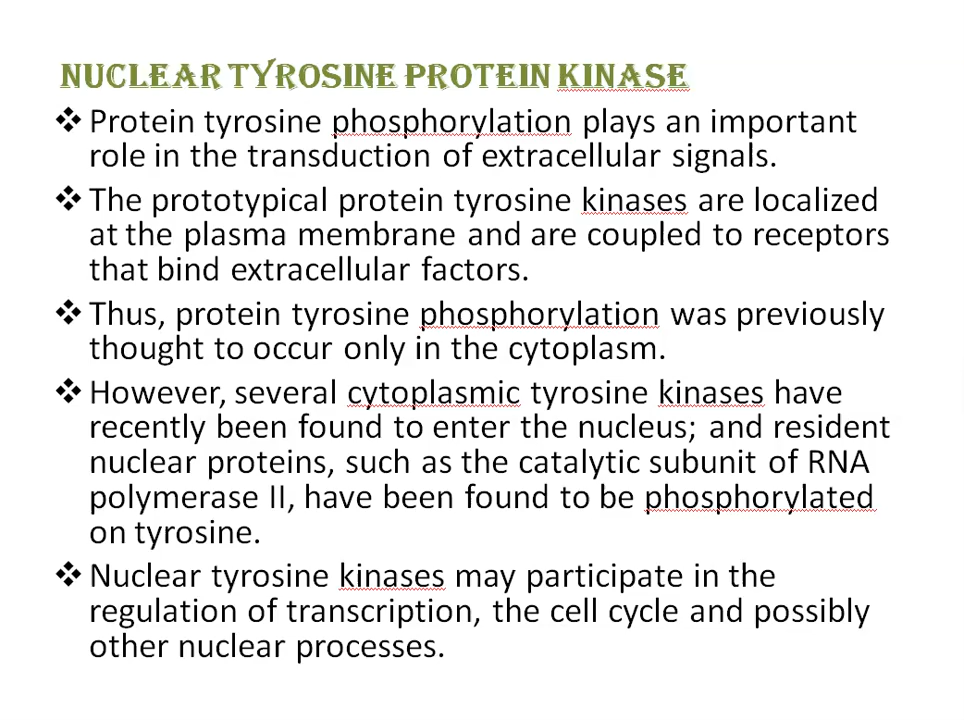 NUCLEAR TYROSINE PROTEIN KINASE
❖ Protein tyrosine phosphorylation plays an important
role in the transduction of extracellular signals.
❖ The prototypical protein tyrosine kinases are localized
at the plasma membrane and are coupled to receptors
that bind extracellular factors.
❖ Thus, protein tyrosine phosphorylation was previously
thought to occur only in the cytoplasm.
❖ However, several cytoplasmic tyrosine kinases have
recently been found to enter the nucleus; and resident
nuclear proteins, such as the catalytic subunit of RNA
polymerase II, have been found to be phosphorylated
on tyrosine.
❖ Nuclear tyrosine kinases may participate in the
regulation of transcription, the cell cycle and possibly
other nuclear processes.